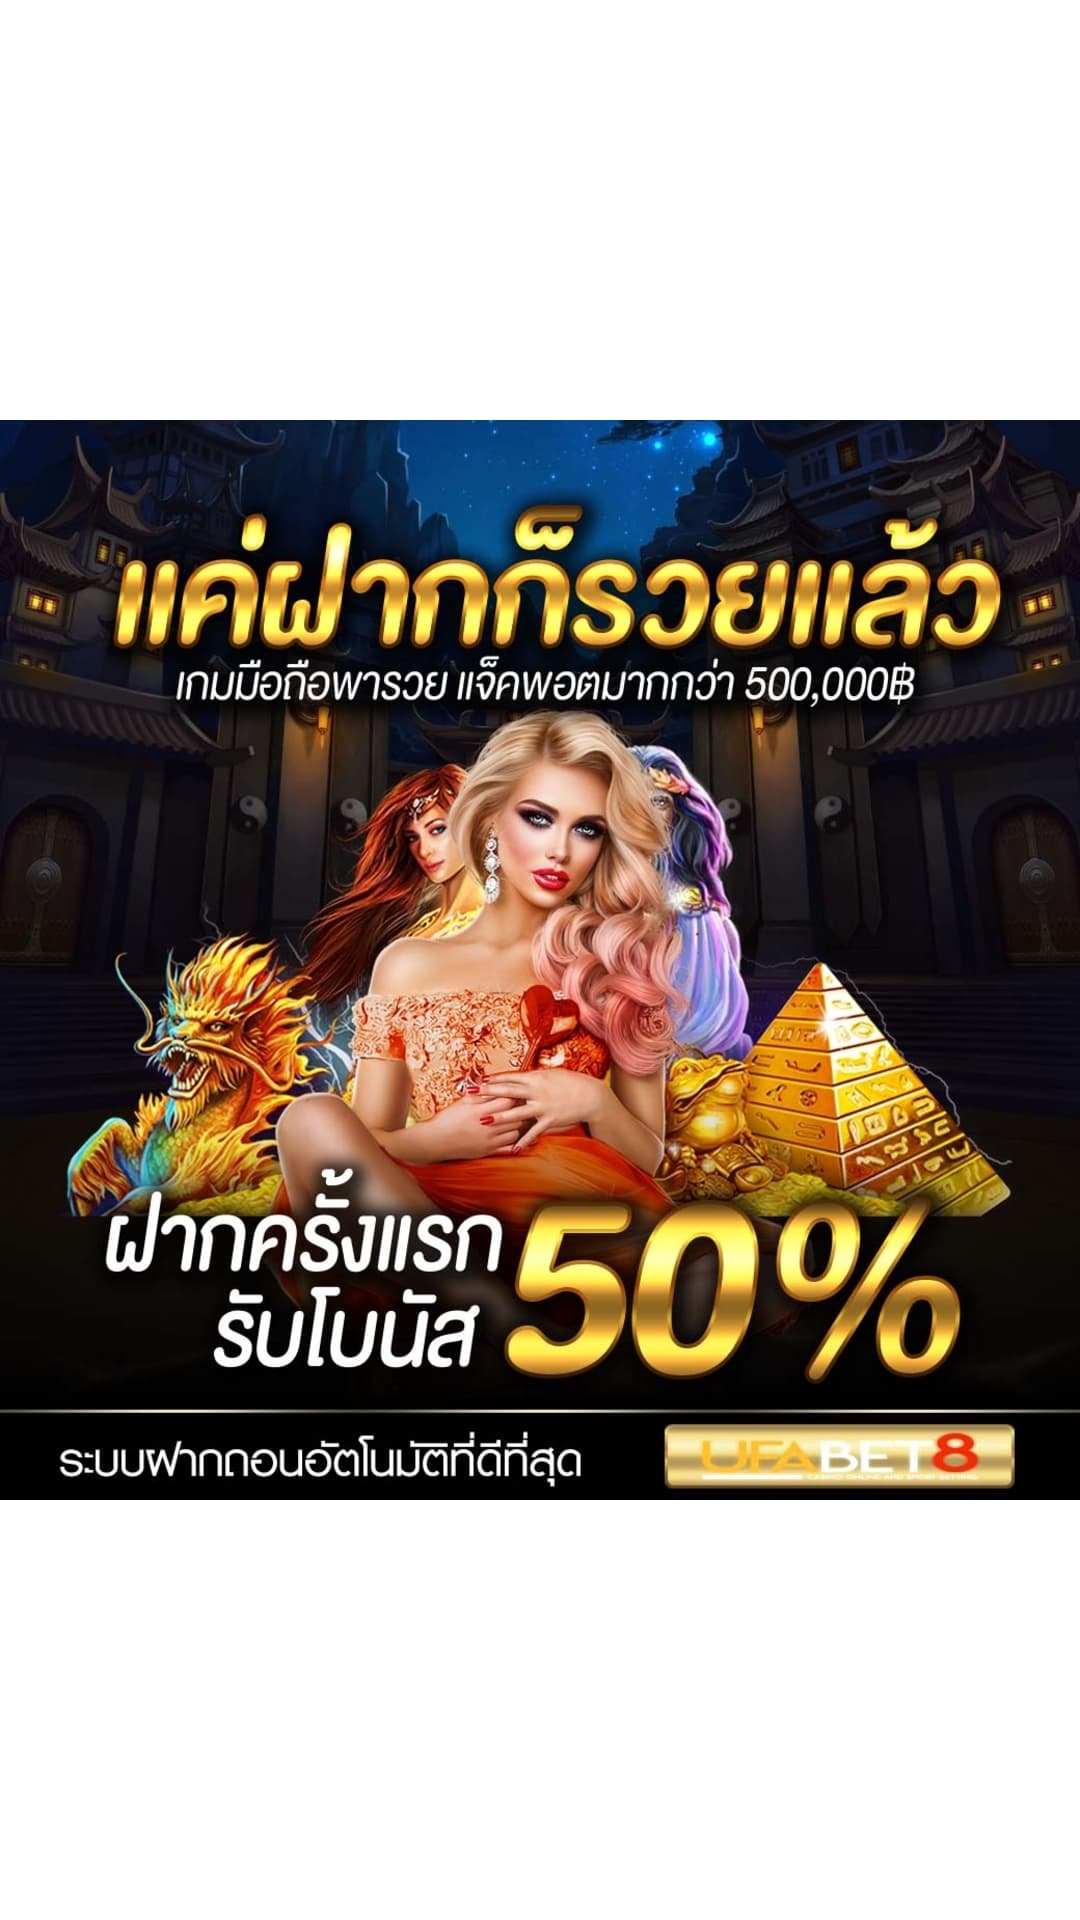 แค่ฝากก็รวยแล้ว
เกมมือถือพารวย แจ็คพอตมากกว่า 500,000฿
ฝากครั้งแรก
รับโบนัส
50%
ระบบฝากถอนอัตโนมัติที่ดีที่สุด
UFABET8